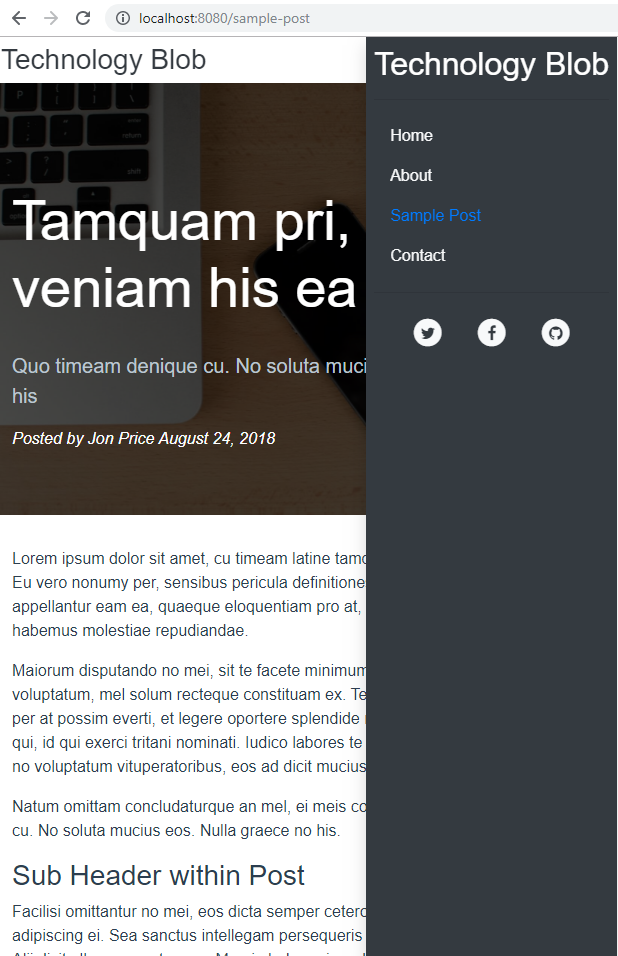 localhost:8080/sample-post
Technology Blob
Tamquam pri,
veniam his ea
Quo timeam denique cu. No soluta muci
his
Posted by Jon Price August 24, 2018
Lorem ipsum dolor sit amet, cu timeam latine
Eu vero nonumy per, sensibus pericula definitione
appellantur eam ea, quaeque eloquentiam pro at,
habemus molestiae repudiandae.
Maiorum disputando no mei, sit te facete minimum
voluptatum, mel solum recteque constituam ex. Te
per at possim everti, et legere oportere splendide
qui, id qui exerci tritani nominati. Iudico labores te
no voluptatum vituperatoribus, eos ad dicit mucius
Natum omittam concludaturque an mel, ei meis co
cu. No soluta mucius eos. Nulla graece no his.
Sub Header within Post
Facilisi omittantur no mei, eos dicta semper ceterc
adipiscing ei. Sea sanctus intellegam persequeris
Technology Blob
Home
About
Sample Post
Contact